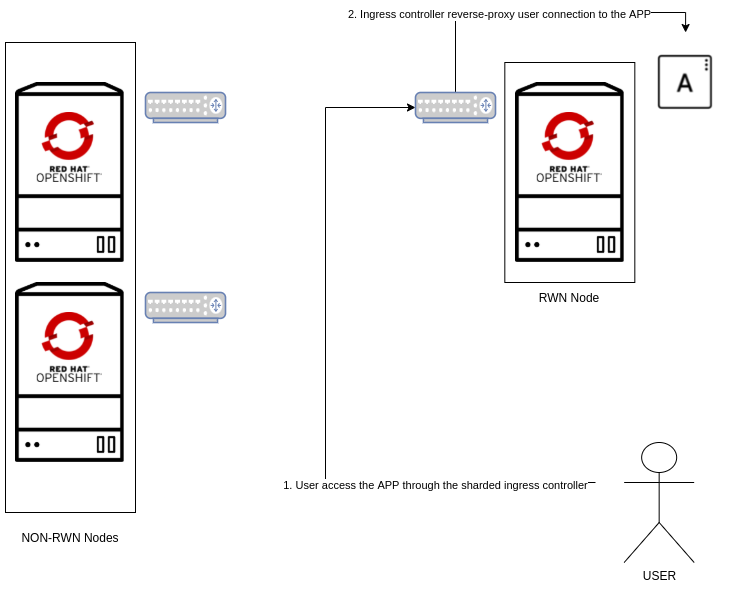 2. Ingress controller reverse-proxy user connection to the APP
A
RED HAT
OPENSHIFT
RED HAT
OPENSHIFT
RWN Node
RED HAT
OPENSHIFT
1. User access the APP through the sharded ingress controller
NON-RWN Nodes
USER